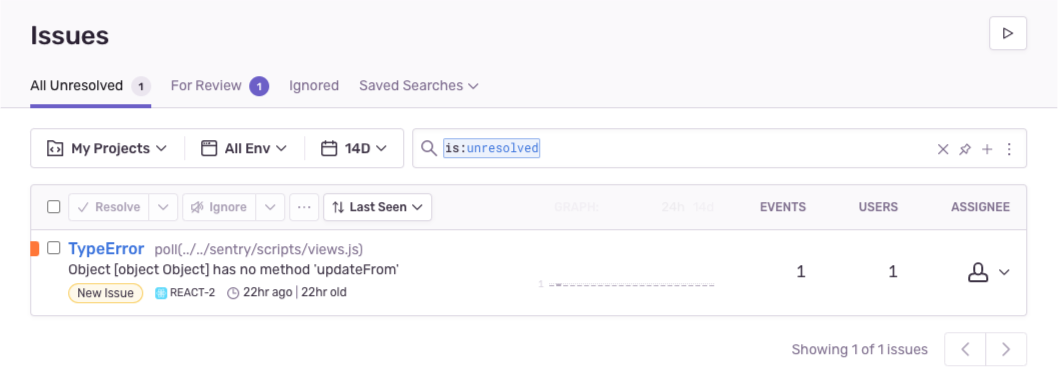 Issues
All Unresolved 1 For Review 1 Ignored Saved Searches
My Projects All Env 14D is:unresolved
Resolve Ignore ... Last Seen GRAPH: 24h 14d EVENTS USERS ASSIGNEE
TypeError poll(../../sentry/scripts/views.js)
Object [object Object] has no method 'updateFrom'
1 1 1
New Issue REACT-2 22hr ago | 22hr old
Showing 1 of 1 issues